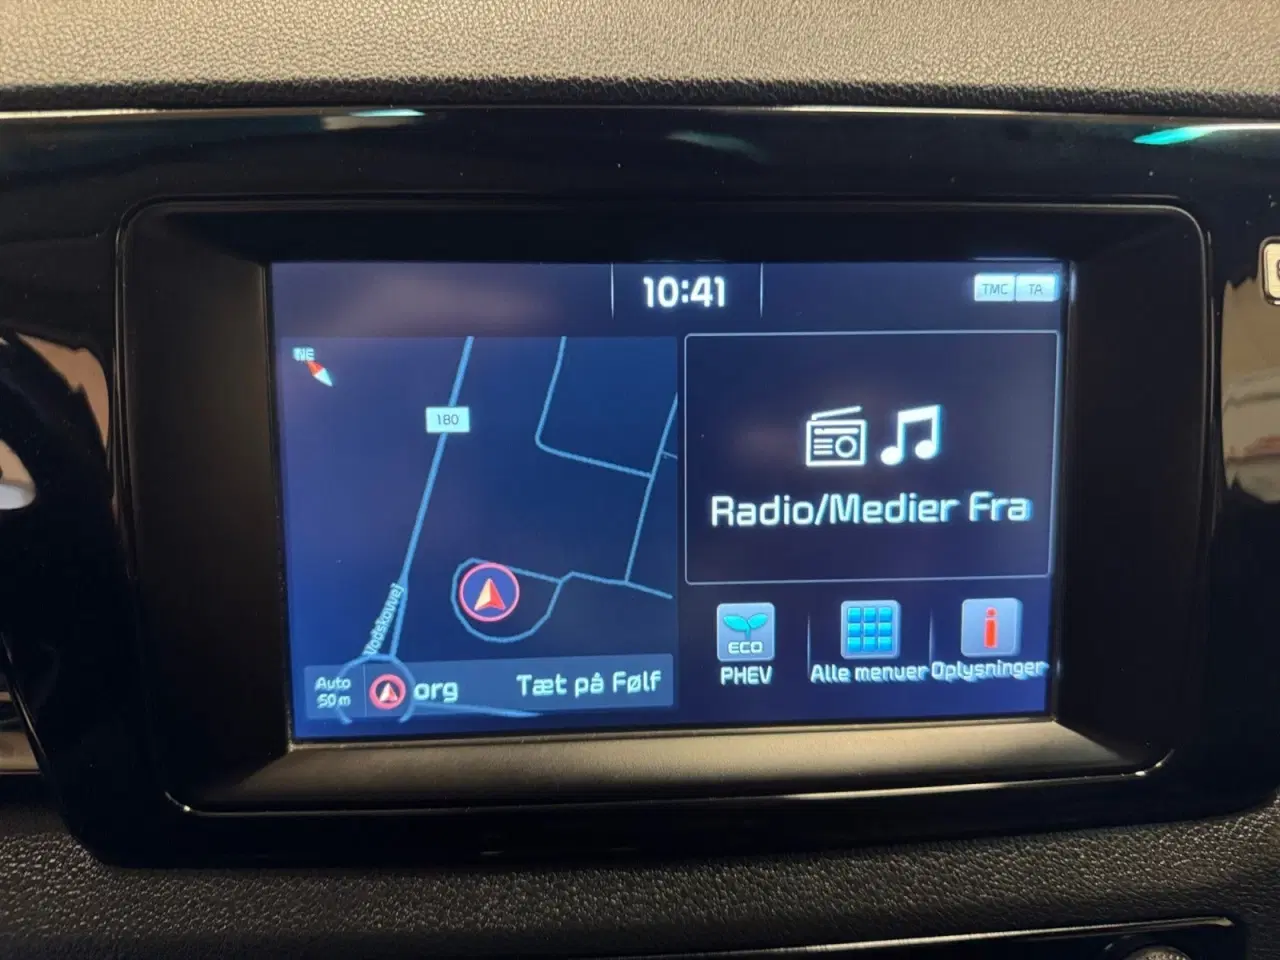 10:41
TMC TA
NE
180
Radio/Medier Fra
Vodskovvej
ECO
PHEV
Alle menuer
Oplysninger
Auto
50 m
org
Tæt på Følf